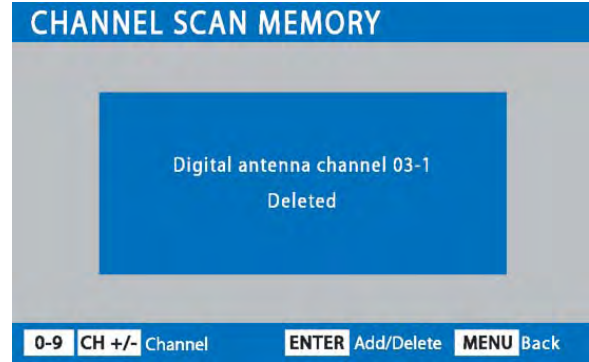 CHANNEL SCAN MEMORY
Digital antenna channel 03-1
Deleted
0-9 CH +/- Channel ENTER Add/Delete MENU Back